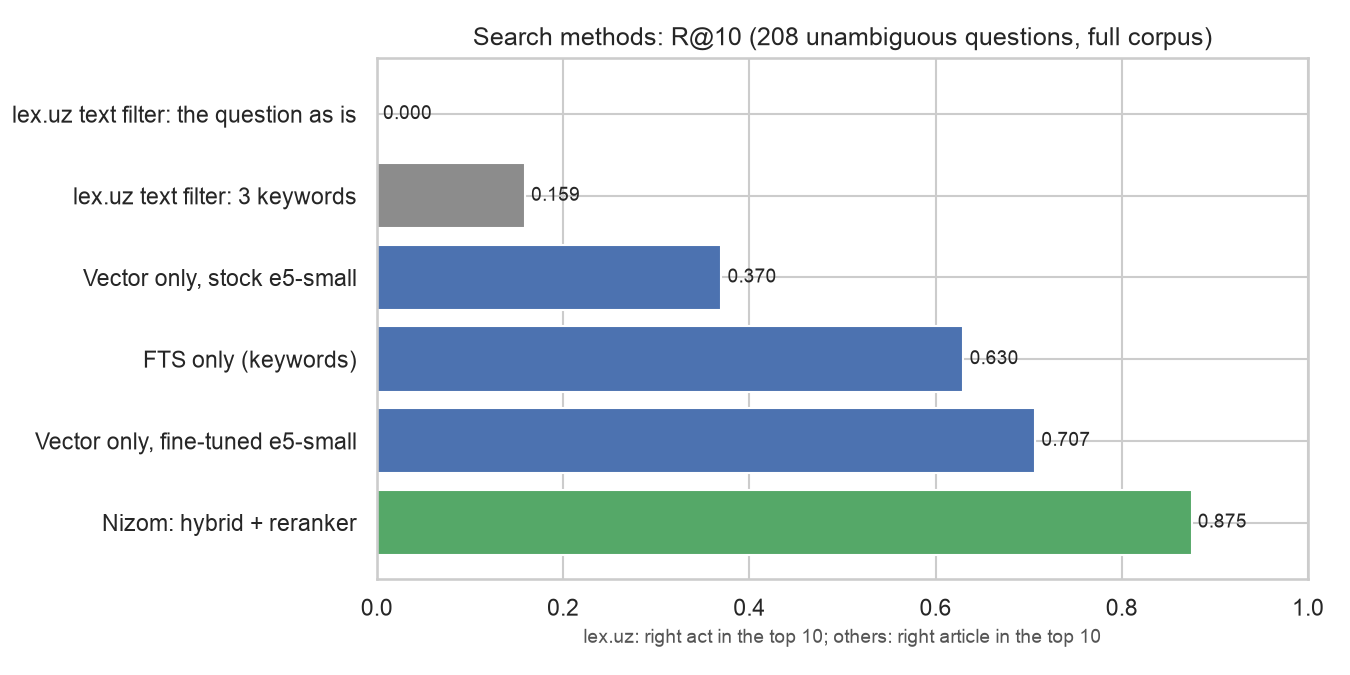 Search methods: R@10 (208 unambiguous questions, full corpus)
lex.uz text filter: the question as is 0.000
lex.uz text filter: 3 keywords 0.159
Vector only, stock e5-small 0.370
FTS only (keywords) 0.630
Vector only, fine-tuned e5-small 0.707
Nizom: hybrid + reranker 0.875
0.0 0.2 0.4 0.6 0.8 1.0
lex.uz: right act in the top 10; others: right article in the top 10